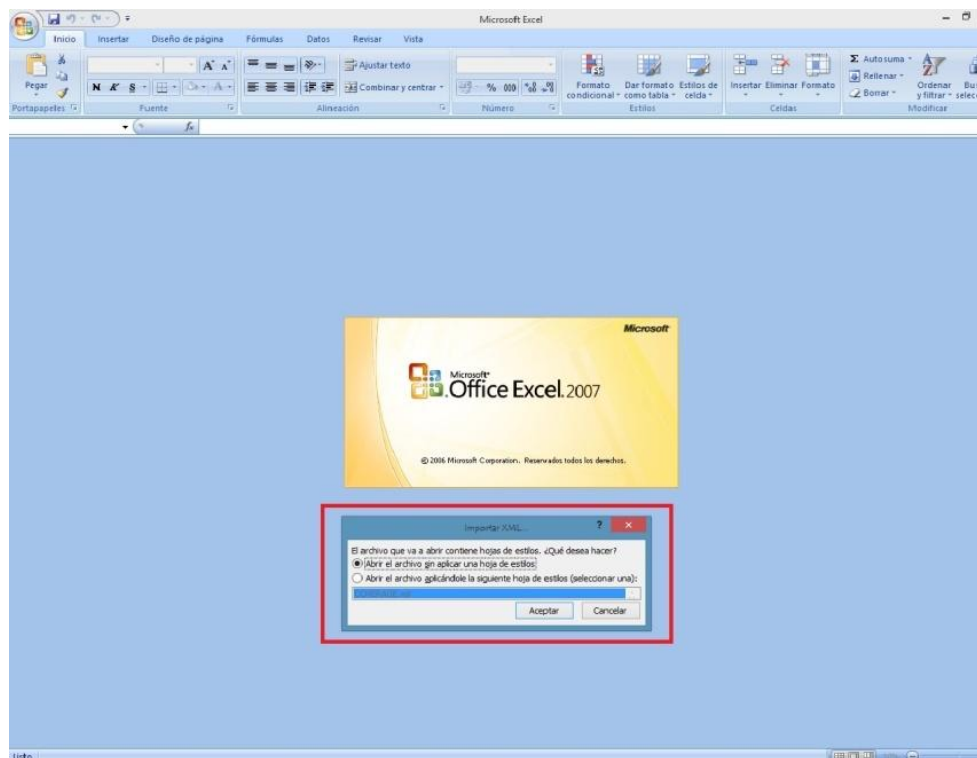 Microsoft Excel
Inicio Insertar Diseño de página Fórmulas Datos Revisar Vista
Pegar
Portapapeles
N K S
Fuente
Ajustar texto
Combinar y centrar
Alineación
% 000
Número
Formato condicional
Dar formato como tabla
Estilos de celda
Estilos
Insertar Eliminar Formato
Celdas
Σ Autosuma
Rellenar
Borrar
Ordenar y filtrar
Modificar
fx
Microsoft
Microsoft
Office Excel 2007
© 2006 Microsoft Corporation. Reservados todos los derechos.
Importar XML...
El archivo que va a abrir contiene hojas de estilos. ¿Qué desea hacer?
Abrir el archivo sin aplicar una hoja de estilos
Abrir el archivo aplicándole la siguiente hoja de estilos (seleccionar una):
Aceptar Cancelar
Listo